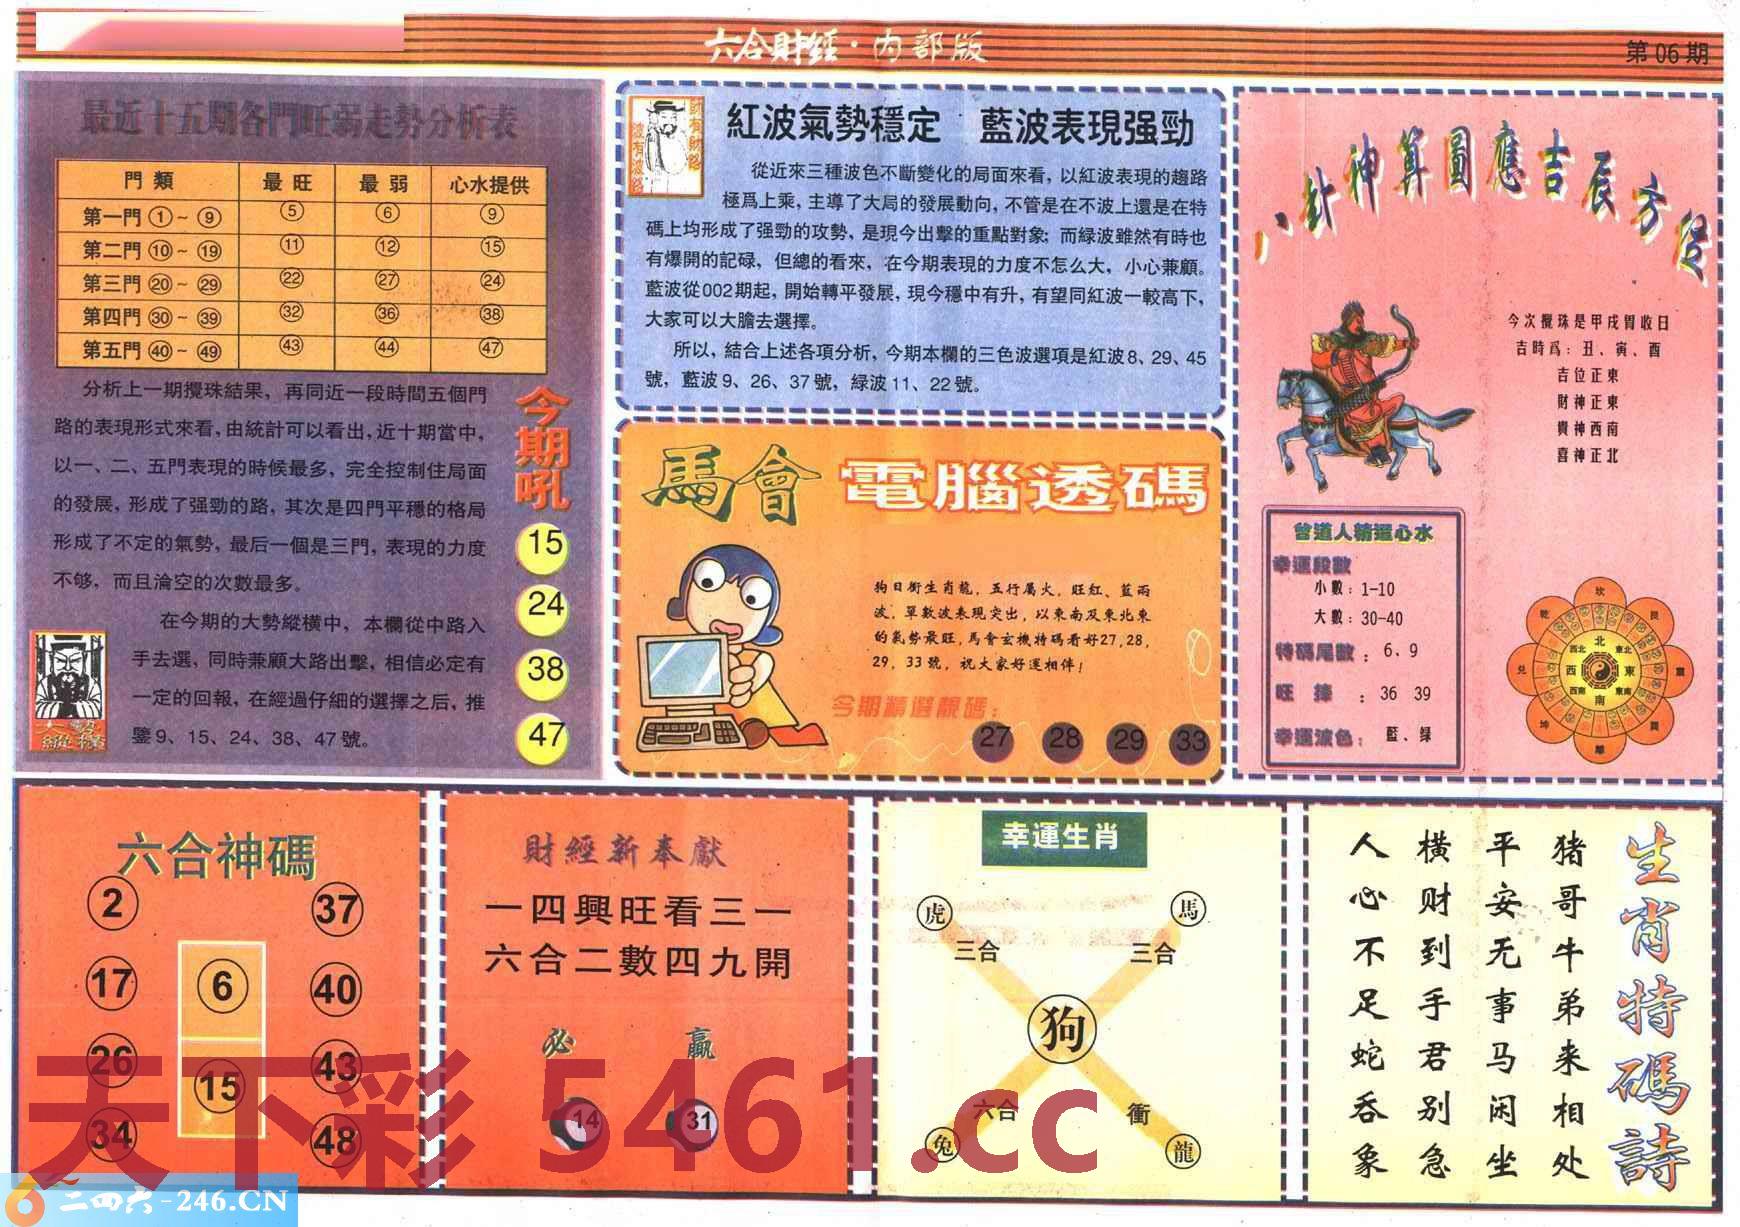 六合財經·内部版
第06期
最近十五期各門旺弱走勢分析表
門類 最旺 最弱 心水提供
第一門①~⑨ ⑤ ⑥ ⑨
第二門⑩~⑲ ⑪ ⑫ ⑮
第三門⑳~㉙ ㉒ ㉗ ㉔
第四門㉚~㊴ ㉜ ㊱ ㊳
第五門㊵~㊾ ㊸ ㊹ ㊼
分析上一期攪珠結果，再同近一段時間五個門
路的表現形式來看，由統計可以看出，近十期當中，
以一、二、五門表現的時候最多，完全控制住局面
的發展，形成了强勁的路，其次是四門平穩的格局
形成了不定的氣勢，最后一個是三門，表現的力度
不够，而且淪空的次數最多。
在今期的大勢縱橫中，本欄從中路入
手去選，同時兼顧大路出擊，相信必定有
一定的回報，在經過仔細的選擇之后，推
鑒9、15、24、38、47號。
大勢
縱橫
今期吼
15
24
38
47
紅波氣勢穩定 藍波表現强勁
從近來三種波色不斷變化的局面來看，以紅波表現的趨路
極爲上乘，主導了大局的發展動向，不管是在不波上還是在特
碼上均形成了强勁的攻勢，是現今出擊的重點對象；而緑波雖然有時也
有爆開的記碌，但總的看來，在今期表現的力度不怎么大，小心兼顧。
藍波從002期起，開始轉平發展，現今穩中有升，有望同紅波一較高下，
大家可以大膽去選擇。
所以，結合上述各項分析，今期本欄的三色波選項是紅波8、29、45
號，藍波9、26、37號，緑波11、22號。
馬會 電腦透碼
狗日衝生肖龍，五行屬火，旺紅、藍兩
波，單數波表現突出，以東南及東北東
的氣勢最旺，馬會玄機特碼看好27,28,
29，33號，祝大家好運相伴！
今期精選靚碼：
27 28 29 33
八卦神算圖應吉辰方從
今次攪珠是甲戌胃收日
吉時爲：丑、寅、酉
吉位正東
財神正東
貴神西南
喜神正北
曾道人精選心水
幸運段數
小數：1-10
大數：30-40
特碼尾數：6、9
旺捧：36 39
幸運波色：藍、緑
坎 艮 震 巽 離 坤 兑 乾
北 東北 東 東南 南 西南 西 西北
六合神碼
2 37
17 6 40
26 15 43
34 48
財經新奉獻
一四興旺看三一
六合二數四九開
必 贏
14 31
幸運生肖
虎 馬
三合 三合
狗
六合 衝
兔 龍
生肖特碼詩
猪哥牛弟来相处
平安无事马闲坐
横财到手君别急
人心不足蛇吞象
天下彩 5461.cc
二四六-246.CN